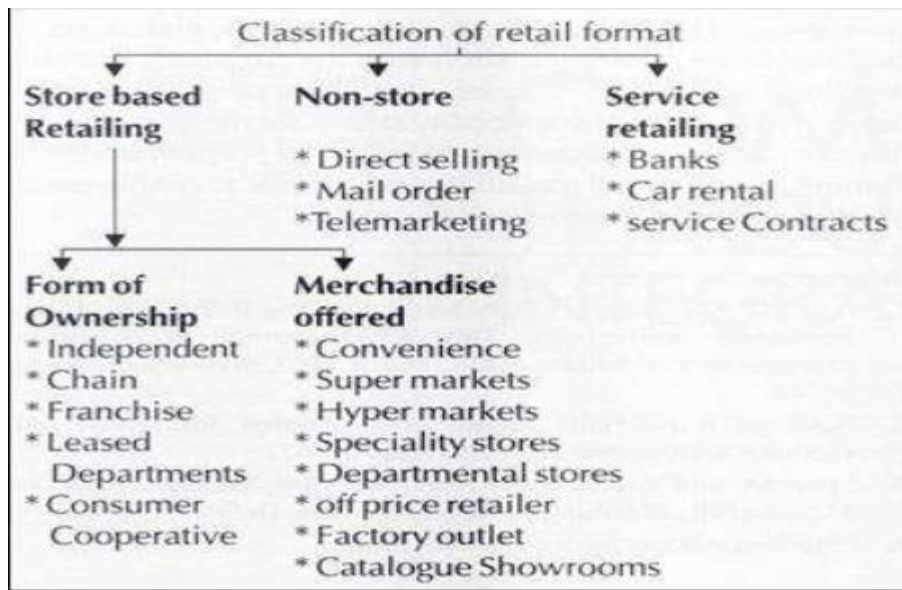 Classification of retail format
Store based
Retailing
Non-store
* Direct selling
* Mail order
*Telemarketing
Service
retailing
* Banks
* Car rental
* service Contracts
Form of
Ownership
* Independent
* Chain
* Franchise
* Leased
Departments
* Consumer
Cooperative
Merchandise
offered
* Convenience
* Super markets
* Hyper markets
* Speciality stores
* Departmental stores
* off price retailer
* Factory outlet
* Catalogue Showrooms